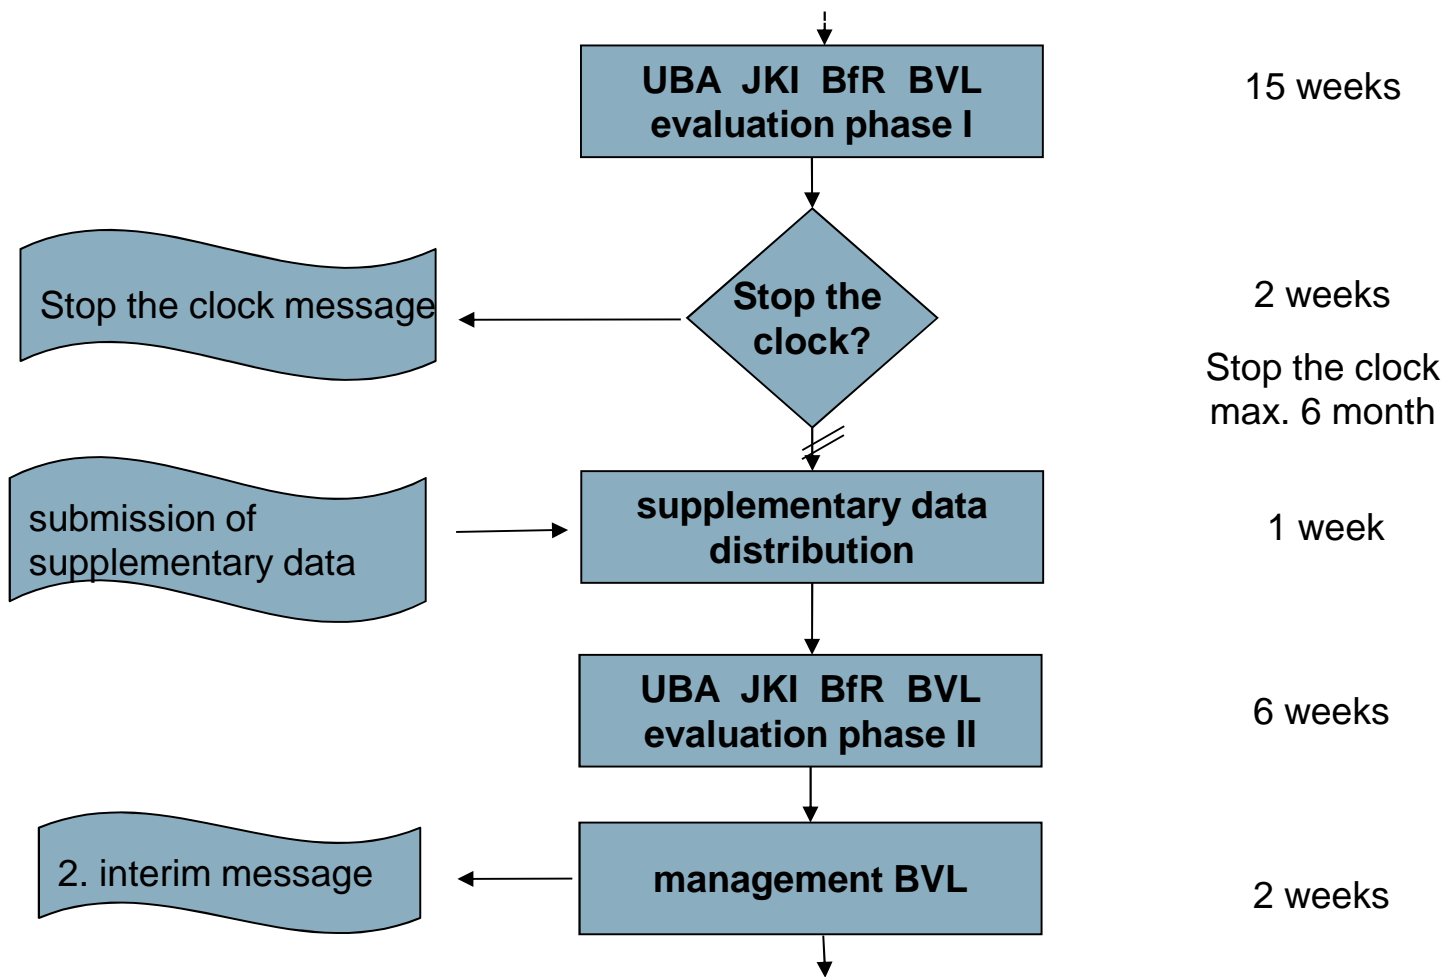 UBA JKI BfR BVL
evaluation phase I
15 weeks
Stop the clock message
Stop the
clock?
2 weeks
Stop the clock
max. 6 month
submission of
supplementary data
supplementary data
distribution
1 week
UBA JKI BfR BVL
evaluation phase II
6 weeks
2. interim message
management BVL
2 weeks